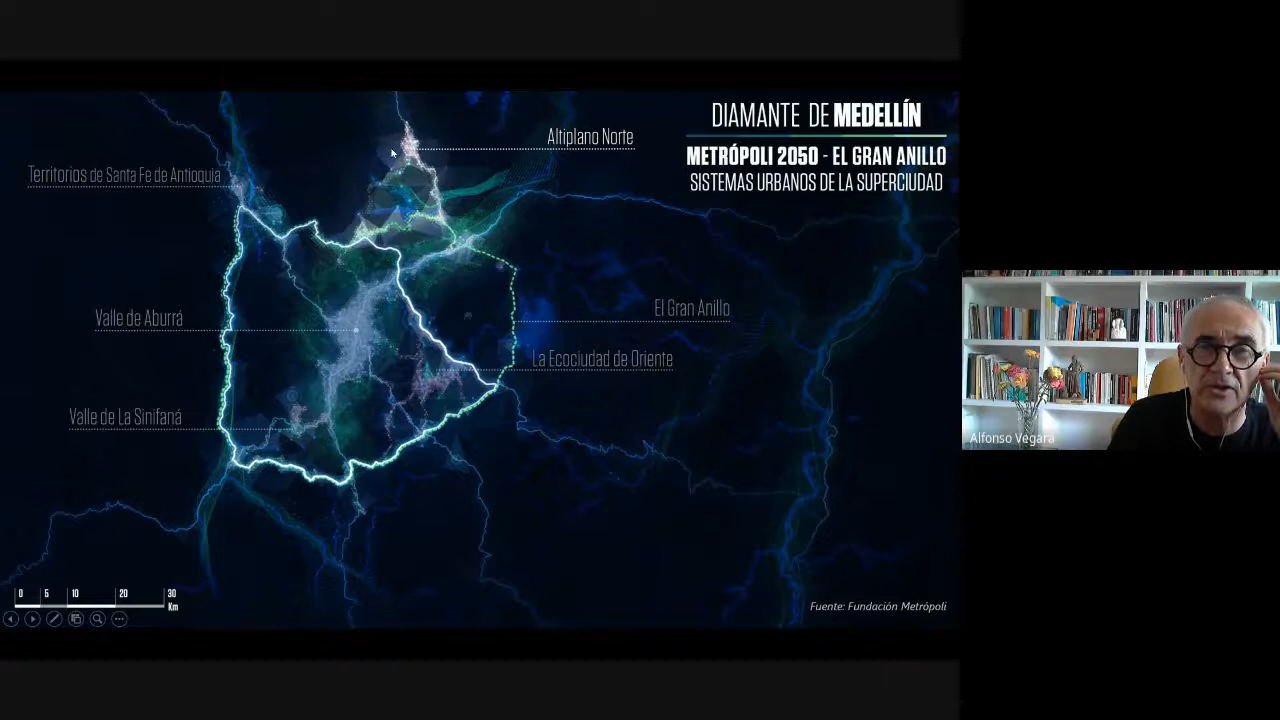 DIAMANTE DE MEDELLÍN
METRÓPOLI 2050 - EL GRAN ANILLO
SISTEMAS URBANOS DE LA SUPERCIUDAD
Altiplano Norte
Territorios de Santa Fe de Antioquia
Valle de Aburrá
El Gran Anillo
La Ecociudad de Oriente
Valle de La Sinifaná
0 5 10 20 30
Km
Fuente: Fundación Metrópoli
Alfonso Vegara